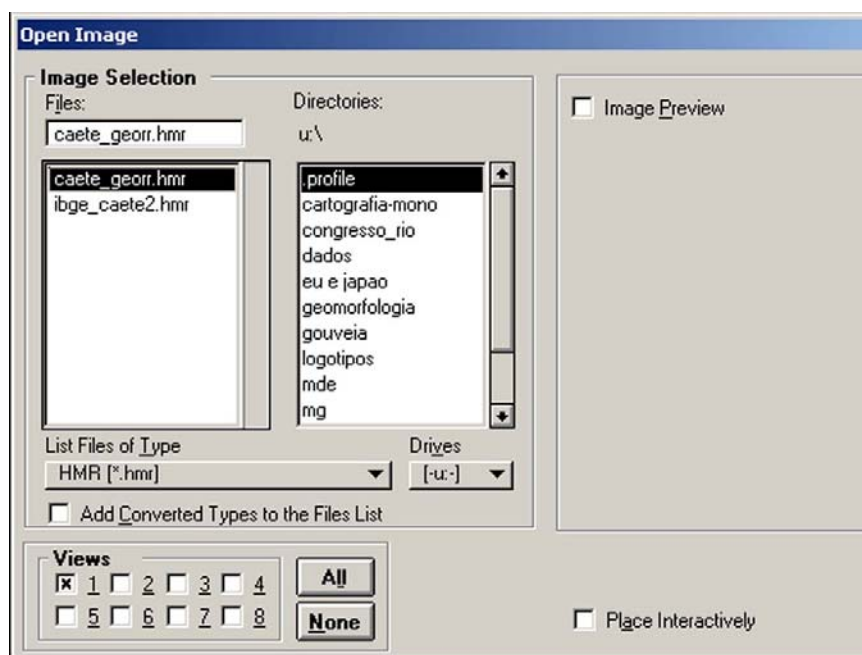 Open Image
Image Selection
Files:
caete_georr.hmr
caete_georr.hmr
ibge_caete2.hmr
Directories:
u:\
.profile
cartografia-mono
congresso_rio
dados
eu e japao
geomorfologia
gouveia
logotipos
mde
mg
List Files of Type
HMR [*.hmr]
Drives
[-u:-]
Add Converted Types to the Files List
Image Preview
Views
1 2 3 4
5 6 7 8
All
None
Place Interactively